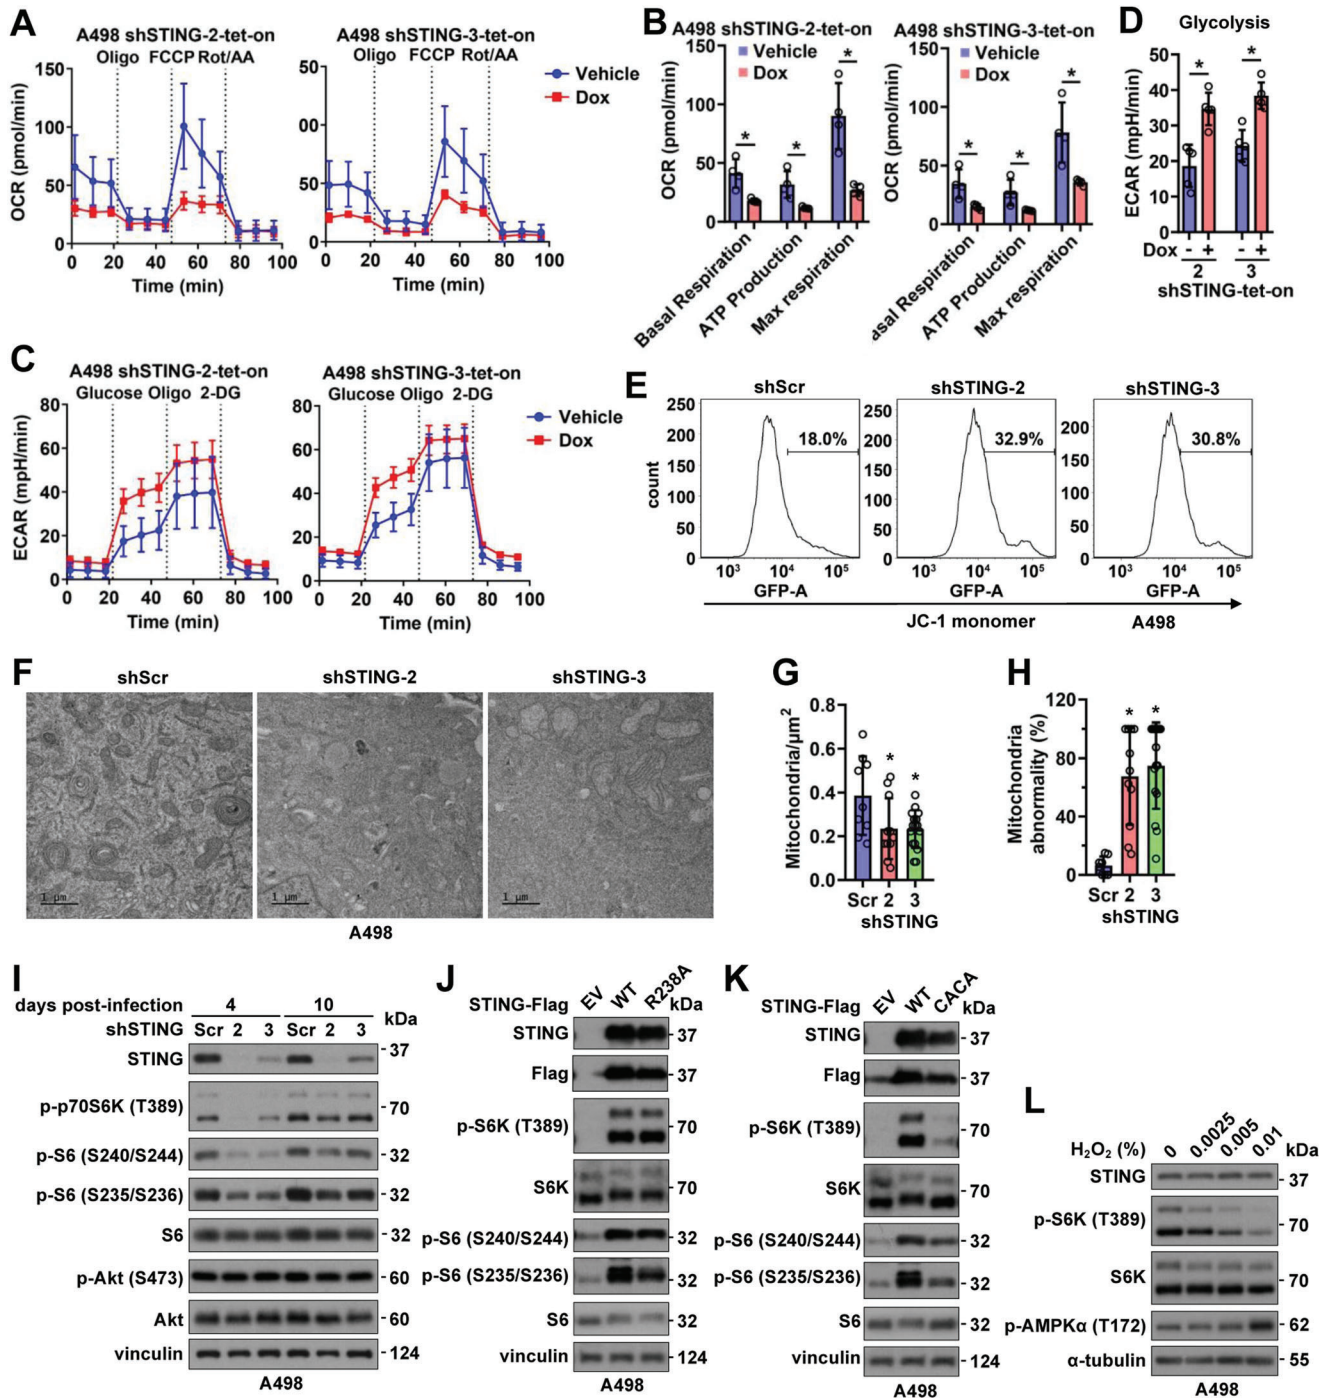 A
A498 shSTING-2-tet-on
Oligo FCCP Rot/AA
OCR (pmol/min)
150
100
50
0
0 20 40 60 80 100
Time (min)
A498 shSTING-3-tet-on
Oligo FCCP Rot/AA
50
00
50
00
0 20 40 60 80 100
Time (min)
Vehicle
Dox
B
A498 shSTING-2-tet-on
Vehicle
Dox
OCR (pmol/min)
150
100
50
0
* * *
Basal Respiration
ATP Production
Max respiration
A498 shSTING-3-tet-on
Vehicle
Dox
OCR (pmol/min)
150
100
50
0
* * *
asal Respiration
ATP Production
Max respiration
D
Glycolysis
ECAR (mpH/min)
50
40
30
20
10
0
* *
Dox - + - +
2 3
shSTING-tet-on
C
A498 shSTING-2-tet-on
Glucose Oligo 2-DG
ECAR (mpH/min)
80
60
40
20
0
0 20 40 60 80 100
Time (min)
A498 shSTING-3-tet-on
Glucose Oligo 2-DG
80
60
40
20
0
0 20 40 60 80 100
Time (min)
Vehicle
Dox
E
shScr
shSTING-2
shSTING-3
count
250
200
150
100
50
0
18.0%
10³ 10⁴ 10⁵
GFP-A
250
200
150
100
50
0
32.9%
10³ 10⁴ 10⁵
GFP-A
200
150
100
50
0
30.8%
10³ 10⁴ 10⁵
GFP-A
JC-1 monomer
A498
F
shScr
shSTING-2
shSTING-3
1 µm
1 µm
1 µm
A498
G
Mitochondria/µm²
0.8
0.6
0.4
0.2
0.0
* *
Scr 2 3
shSTING
H
Mitochondria
abnormality (%)
120
80
40
0
* *
Scr 2 3
shSTING
I
days post-infection 4 10
shSTING Scr 2 3 Scr 2 3 kDa
STING 37
p-p70S6K (T389) 70
p-S6 (S240/S244) 32
p-S6 (S235/S236) 32
S6 32
p-Akt (S473) 60
Akt 60
vinculin 124
A498
J
STING-Flag EV WT R238A kDa
STING 37
Flag 37
p-S6K (T389) 70
S6K 70
p-S6 (S240/S244) 32
p-S6 (S235/S236) 32
S6 32
vinculin 124
A498
K
STING-Flag EV WT CACA kDa
STING 37
Flag 37
p-S6K (T389) 70
S6K 70
p-S6 (S240/S244) 32
p-S6 (S235/S236) 32
S6 32
vinculin 124
A498
L
H₂O₂ (%) 0 0.0025 0.005 0.01 kDa
STING 37
p-S6K (T389) 70
S6K 70
p-AMPKα (T172) 62
α-tubulin 55
A498